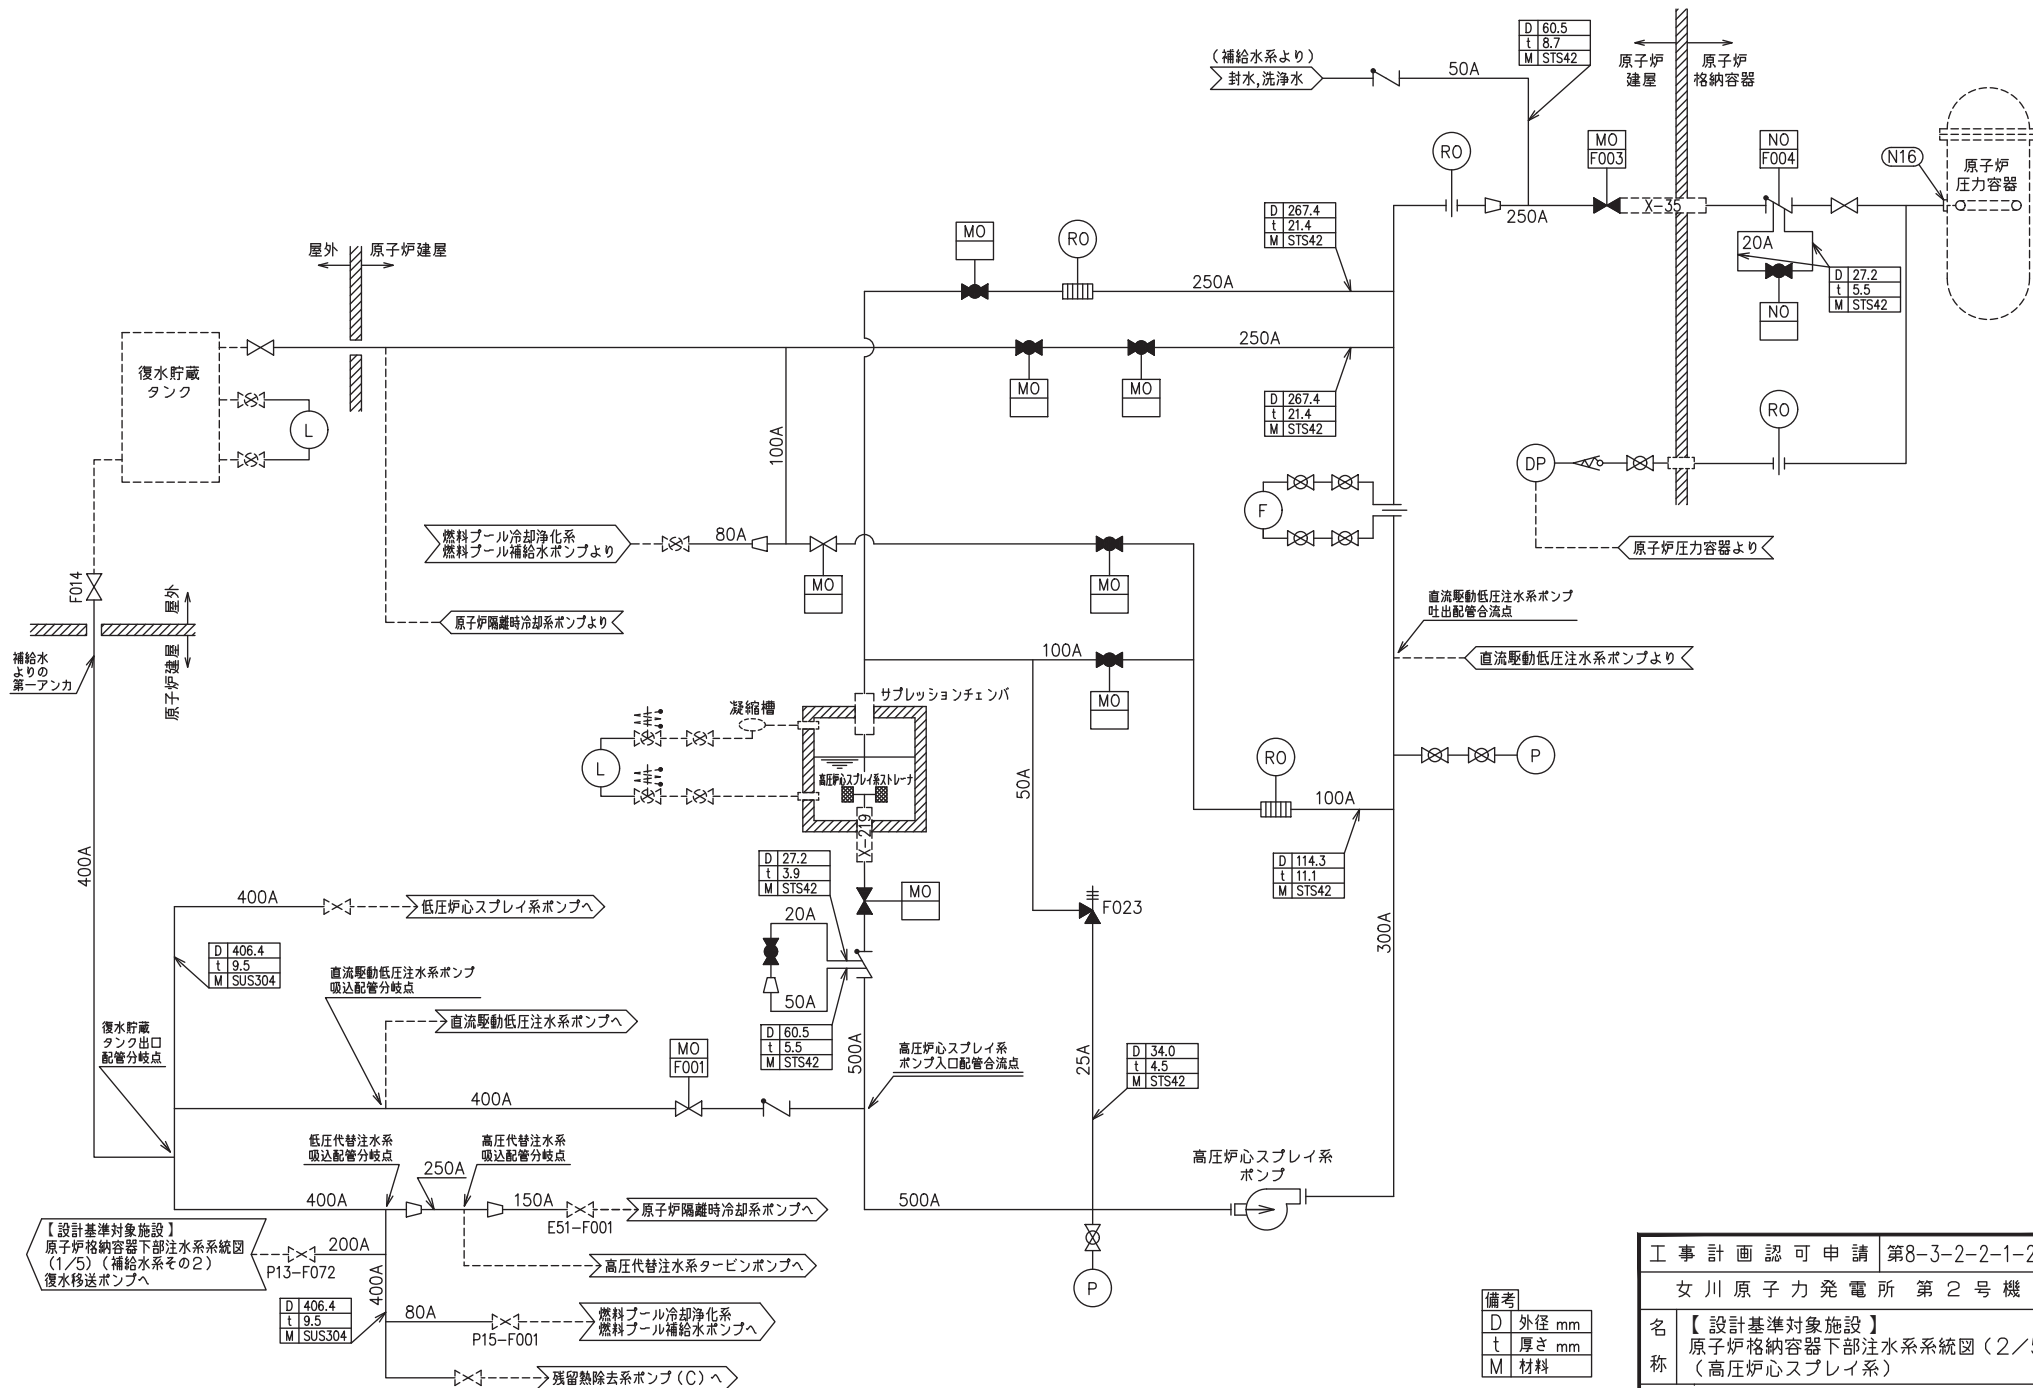 (補給水系より)
封水,洗浄水
50A
D 60.5
t 8.7
M STS42
原子炉
建屋
原子炉
格納容器
RO
MO
F003
NO
F004
N16
原子炉
圧力容器
250A
X-35
20A
D 27.2
t 5.5
M STS42
NO
屋外
原子炉建屋
MO
RO
D 267.4
t 21.4
M STS42
250A
250A
復水貯蔵
タンク
L
MO
MO
D 267.4
t 21.4
M STS42
RO
DP
原子炉圧力容器より
100A
F
燃料プール冷却浄化系
燃料プール補給水ポンプより
80A
MO
MO
原子炉隔離時冷却系ポンプより
F014
屋外
原子炉建屋
補給水
よりの
第一アンカ
直流駆動低圧注水系ポンプ
吐出配管合流点
直流駆動低圧注水系ポンプより
100A
MO
サプレッションチェンバ
凝縮槽
L
高圧炉心スプレイ系ストレーナ
X-219
50A
RO
P
100A
D 114.3
t 11.1
M STS42
400A
D 27.2
t 3.9
M STS42
MO
20A
50A
F023
300A
400A
低圧炉心スプレイ系ポンプへ
D 406.4
t 9.5
M SUS304
直流駆動低圧注水系ポンプ
吸込配管分岐点
直流駆動低圧注水系ポンプへ
D 60.5
t 5.5
M STS42
500A
復水貯蔵
タンク出口
配管分岐点
MO
F001
高圧炉心スプレイ系
ポンプ入口配管合流点
25A
D 34.0
t 4.5
M STS42
400A
低圧代替注水系
吸込配管分岐点
高圧代替注水系
吸込配管分岐点
250A
高圧炉心スプレイ系
ポンプ
400A
150A
E51-F001
原子炉隔離時冷却系ポンプへ
500A
【設計基準対象施設】
原子炉格納容器下部注水系系統図
(1/5)(補給水系その2)
復水移送ポンプへ
200A
P13-F072
高圧代替注水系タービンポンプへ
P
400A
D 406.4
t 9.5
M SUS304
80A
P15-F001
燃料プール冷却浄化系
燃料プール補給水ポンプへ
残留熱除去系ポンプ(C)へ
備考
D 外径 mm
t 厚さ mm
M 材料
工事計画認可申請 第8-3-2-2-1-2
女川原子力発電所 第2号機
名称
【設計基準対象施設】
原子炉格納容器下部注水系系統図(2/5
(高圧炉心スプレイ系)